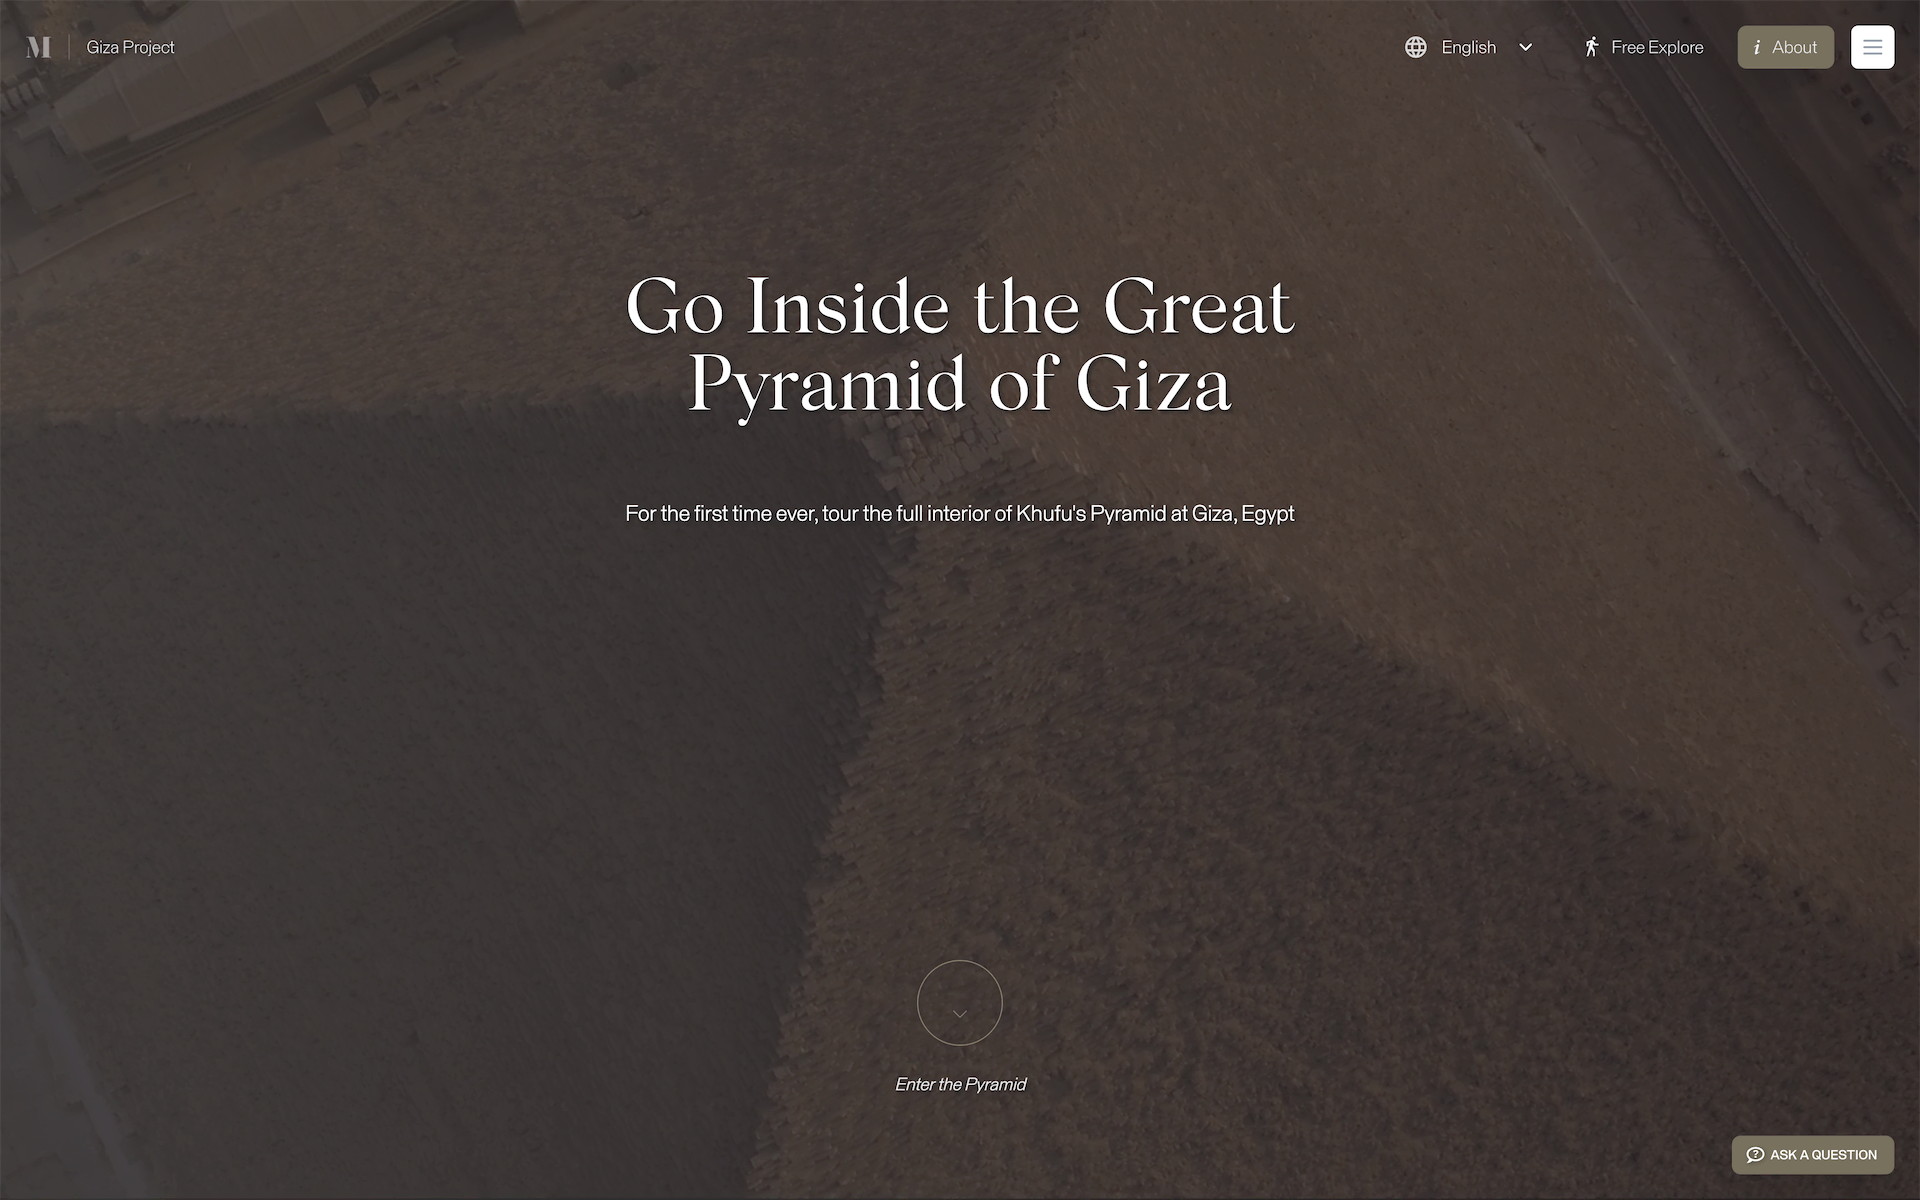 M
Giza Project
English
Free Explore
i About
Go Inside the Great
Pyramid of Giza
For the first time ever, tour the full interior of Khufu's Pyramid at Giza, Egypt
Enter the Pyramid
? ASK A QUESTION